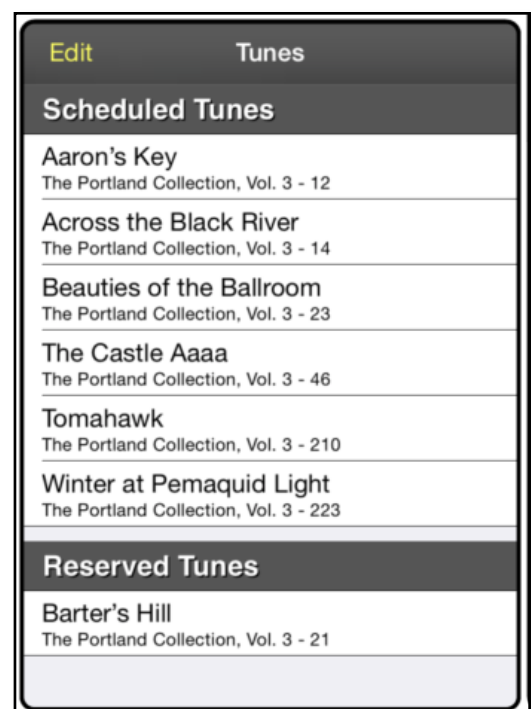 Edit Tunes
Scheduled Tunes
Aaron's Key
The Portland Collection, Vol. 3 - 12
Across the Black River
The Portland Collection, Vol. 3 - 14
Beauties of the Ballroom
The Portland Collection, Vol. 3 - 23
The Castle Aaaa
The Portland Collection, Vol. 3 - 46
Tomahawk
The Portland Collection, Vol. 3 - 210
Winter at Pemaquid Light
The Portland Collection, Vol. 3 - 223
Reserved Tunes
Barter's Hill
The Portland Collection, Vol. 3 - 21